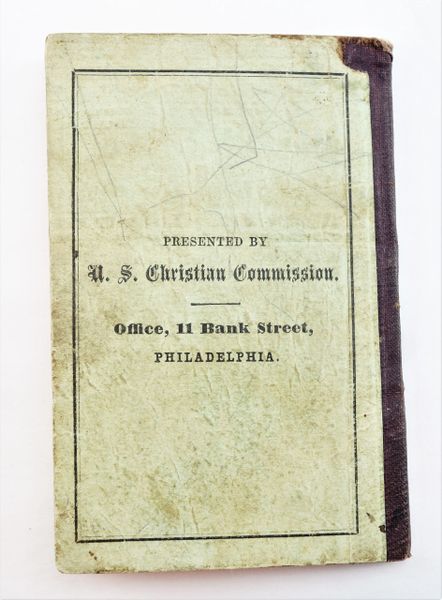 PRESENTED BY
U. S. Christian Commission.
Office, 11 Bank Street,
PHILADELPHIA.